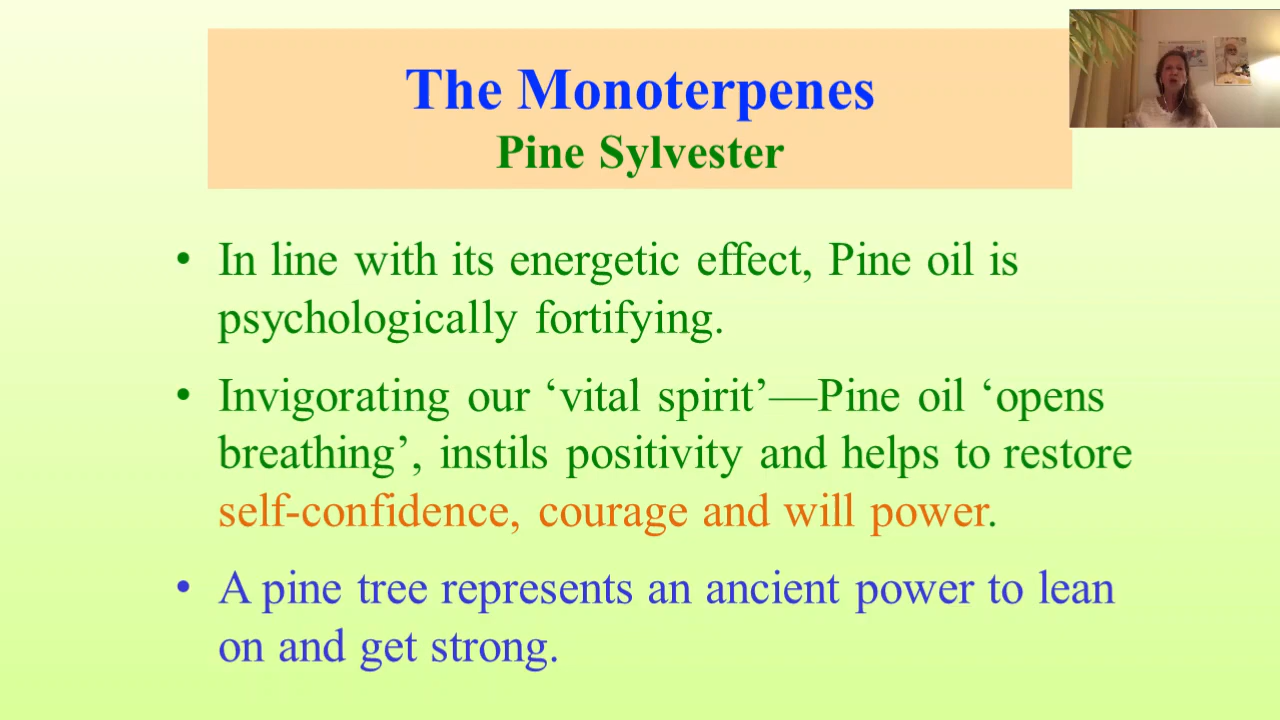 The Monoterpenes
Pine Sylvester
• In line with its energetic effect, Pine oil is
psychologically fortifying.
• Invigorating our ‘vital spirit’—Pine oil ‘opens
breathing’, instils positivity and helps to restore
self-confidence, courage and will power.
• A pine tree represents an ancient power to lean
on and get strong.